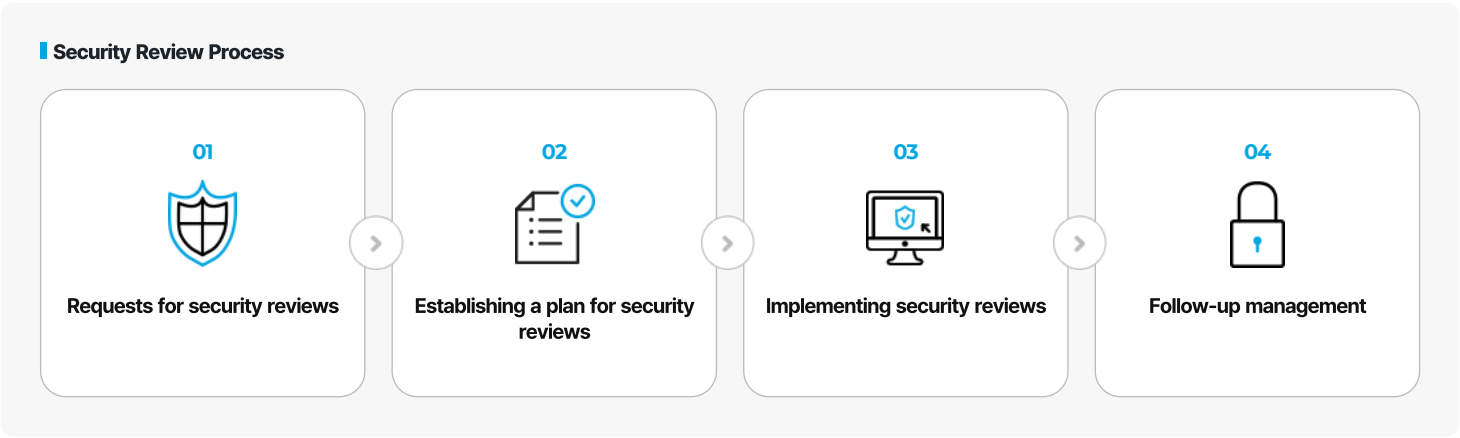 Security Review Process
01
Requests for security reviews
02
Establishing a plan for security
reviews
03
Implementing security reviews
04
Follow-up management